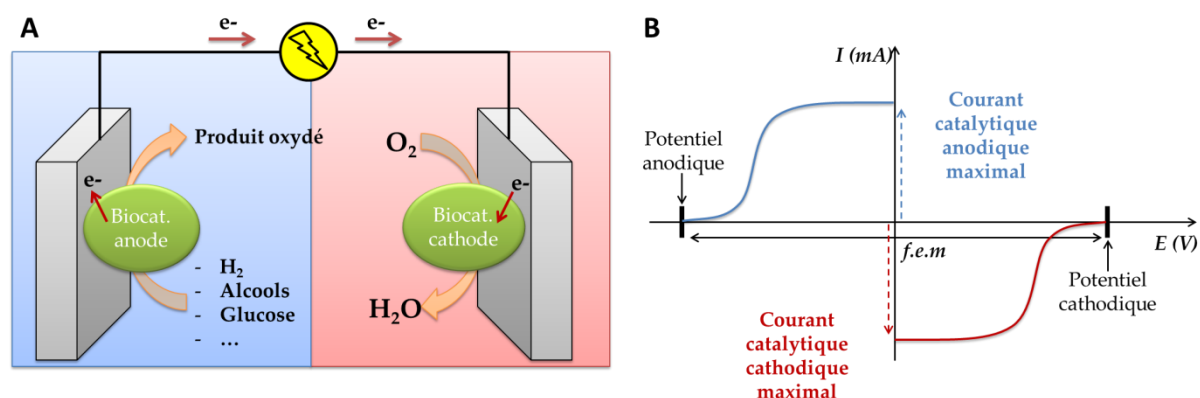 A
e-
e-
Produit oxydé
e-
Biocat.
anode
- H₂
- Alcools
- Glucose
- ...
O₂
e-
Biocat.
cathode
H₂O
B
I (mA)
Potentiel
anodique
Courant
catalytique
anodique
maximal
f.e.m
E (V)
Potentiel
cathodique
Courant
catalytique
cathodique
maximal